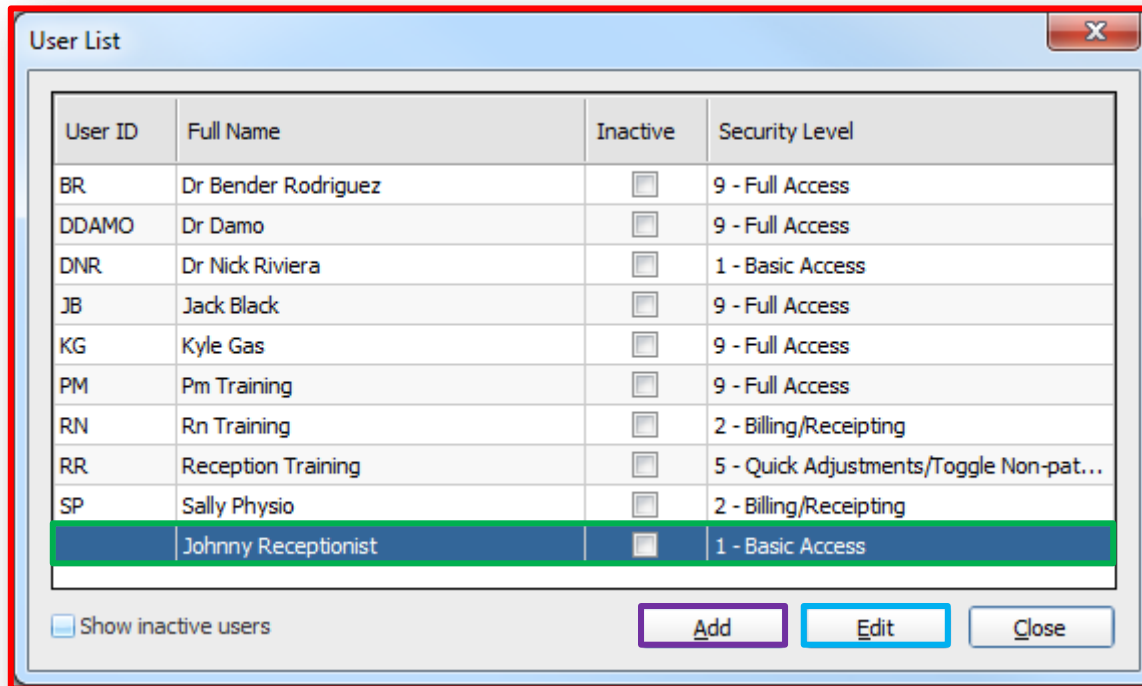 User List
User ID Full Name Inactive Security Level
BR Dr Bender Rodriguez 9 - Full Access
DDAMO Dr Damo 9 - Full Access
DNR Dr Nick Riviera 1 - Basic Access
JB Jack Black 9 - Full Access
KG Kyle Gas 9 - Full Access
PM Pm Training 9 - Full Access
RN Rn Training 2 - Billing/Receipting
RR Reception Training 5 - Quick Adjustments/Toggle Non-pat...
SP Sally Physio 2 - Billing/Receipting
Johnny Receptionist 1 - Basic Access
Show inactive users Add Edit Close